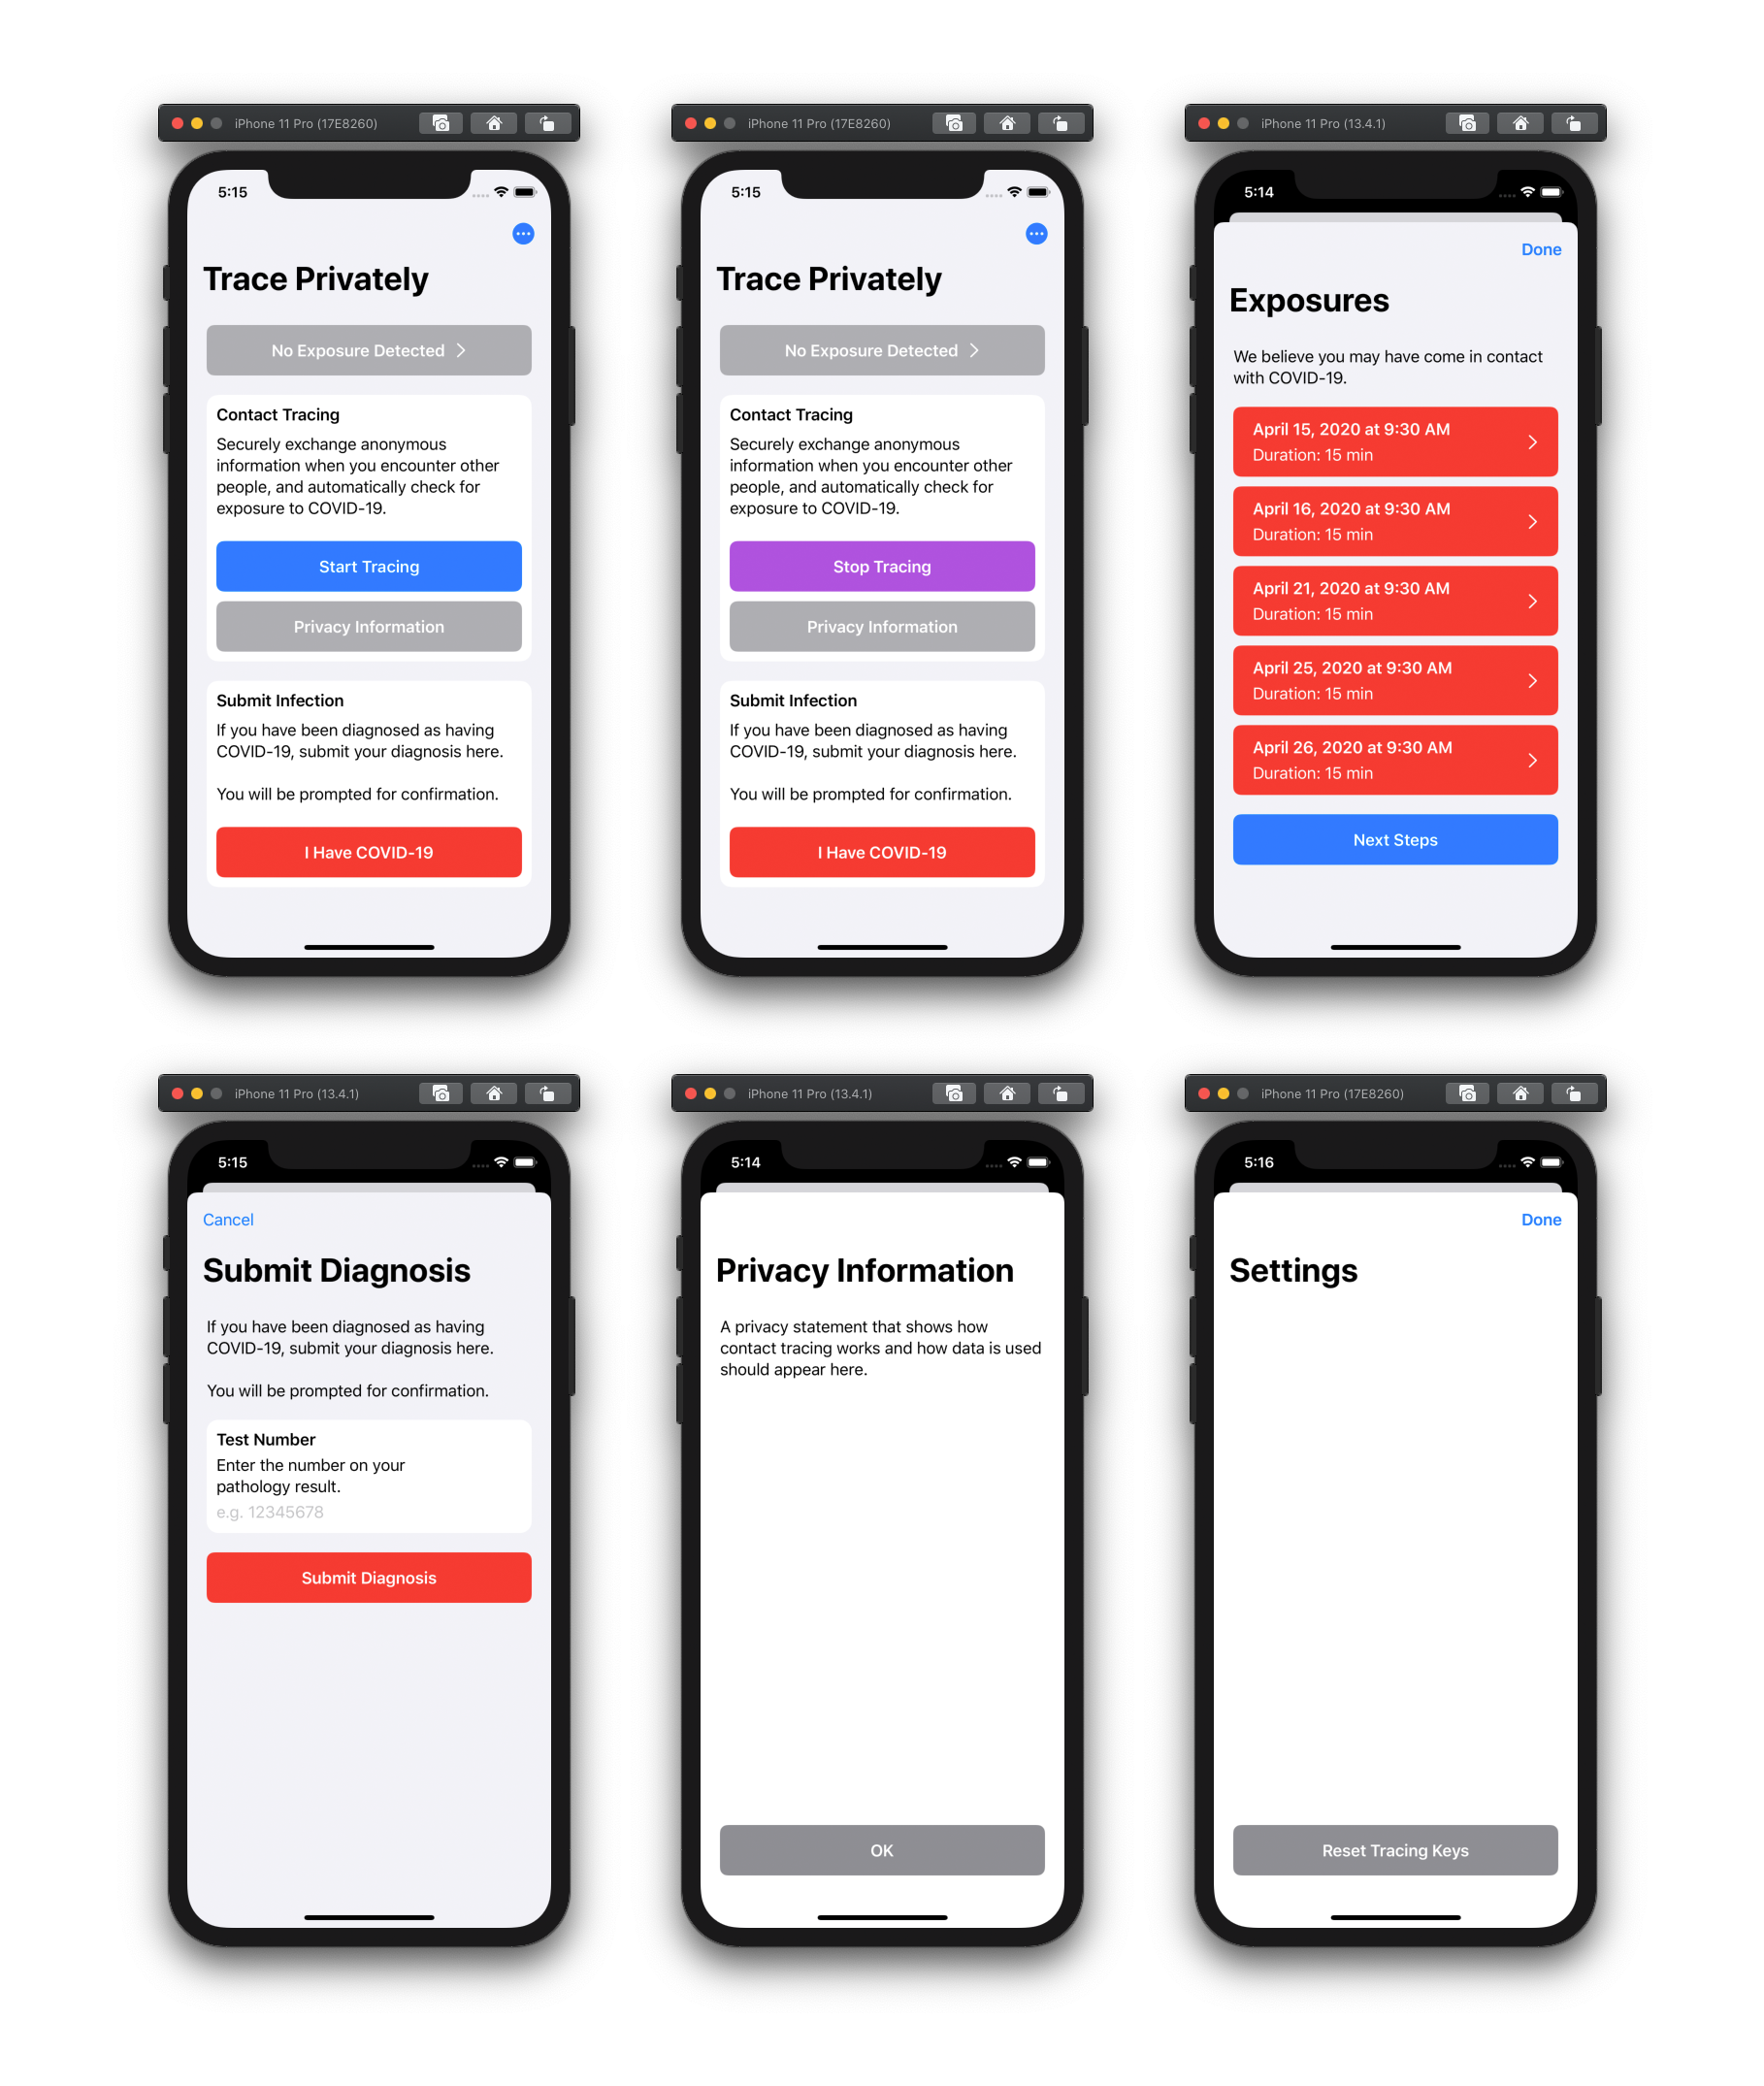 iPhone 11 Pro (17E8260)
5:15
Trace Privately
No Exposure Detected
Contact Tracing
Securely exchange anonymous
information when you encounter other
people, and automatically check for
exposure to COVID-19.
Start Tracing
Privacy Information
Submit Infection
If you have been diagnosed as having
COVID-19, submit your diagnosis here.
You will be prompted for confirmation.
I Have COVID-19
iPhone 11 Pro (17E8260)
5:15
Trace Privately
No Exposure Detected
Contact Tracing
Securely exchange anonymous
information when you encounter other
people, and automatically check for
exposure to COVID-19.
Stop Tracing
Privacy Information
Submit Infection
If you have been diagnosed as having
COVID-19, submit your diagnosis here.
You will be prompted for confirmation.
I Have COVID-19
iPhone 11 Pro (13.4.1)
5:14
Done
Exposures
We believe you may have come in contact
with COVID-19.
April 15, 2020 at 9:30 AM
Duration: 15 min
April 16, 2020 at 9:30 AM
Duration: 15 min
April 21, 2020 at 9:30 AM
Duration: 15 min
April 25, 2020 at 9:30 AM
Duration: 15 min
April 26, 2020 at 9:30 AM
Duration: 15 min
Next Steps
iPhone 11 Pro (13.4.1)
5:15
Cancel
Submit Diagnosis
If you have been diagnosed as having
COVID-19, submit your diagnosis here.
You will be prompted for confirmation.
Test Number
Enter the number on your
pathology result.
e.g. 12345678
Submit Diagnosis
iPhone 11 Pro (13.4.1)
5:14
Privacy Information
A privacy statement that shows how
contact tracing works and how data is used
should appear here.
OK
iPhone 11 Pro (17E8260)
5:16
Done
Settings
Reset Tracing Keys